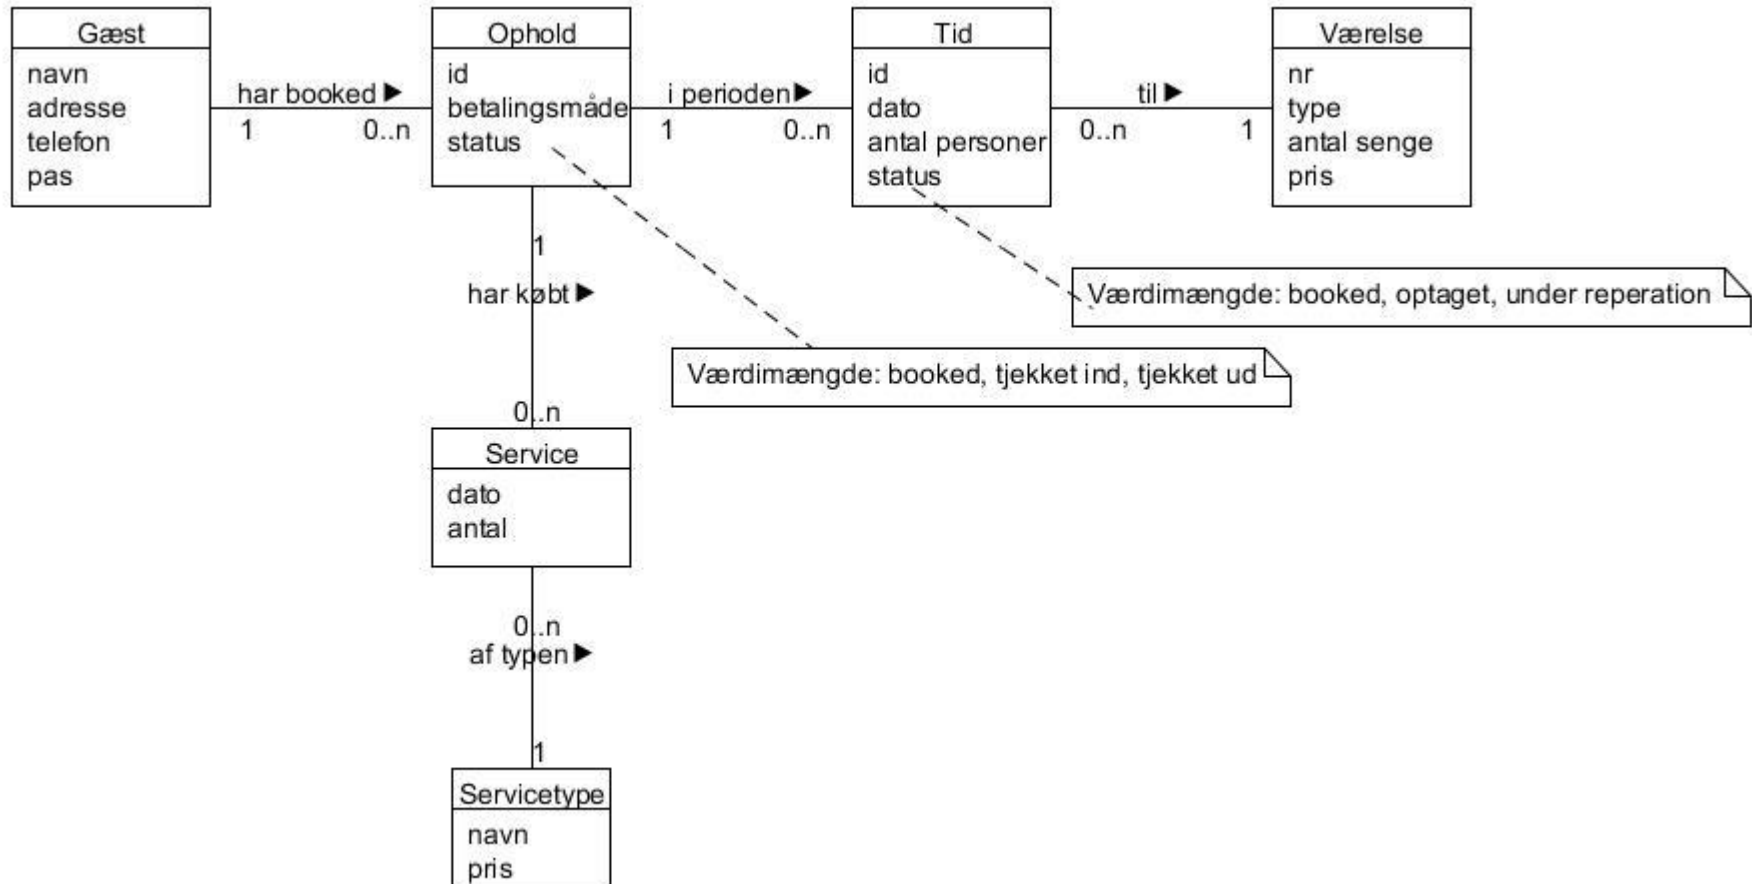 Gæst
navn
adresse
telefon
pas
har booked ►
1
0..n
Ophold
id
betalingsmåde
status
i perioden ►
1
0..n
Tid
id
dato
antal personer
status
til ►
0..n
1
Værelse
nr
type
antal senge
pris
Værdimængde: booked, optaget, under reperation
Værdimængde: booked, tjekket ind, tjekket ud
1
har købt ►
0..n
Service
dato
antal
0..n
af typen ►
1
Servicetype
navn
pris